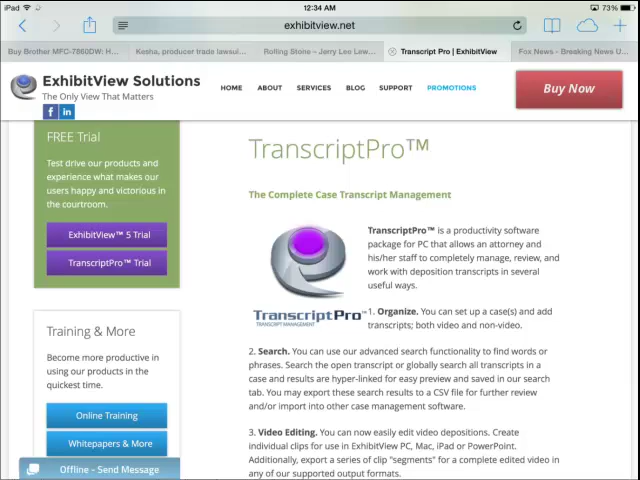 iPad
12:34 AM
73%
exhibitview.net
Buy Brother MFC-7860DW: H...
Kesha, producer trade lawsui...
Rolling Stone – Jerry Lee Law...
Transcript Pro | ExhibitView
Fox News - Breaking News U...
ExhibitView Solutions
The Only View That Matters
HOME ABOUT SERVICES BLOG SUPPORT PROMOTIONS
Buy Now
f in
FREE Trial
Test drive our products and
experience what makes our
users happy and victorious in
the courtroom.
ExhibitView™ 5 Trial
TranscriptPro™ Trial
Training & More
Become more productive in
using our products in the
quickest time.
Online Training
Whitepapers & More
Offline - Send Message
TranscriptPro™
The Complete Case Transcript Management
TranscriptPro™
TRANSCRIPT MANAGEMENT
TranscriptPro™ is a productivity software
package for PC that allows an attorney and
his/her staff to completely manage, review, and
work with deposition transcripts in several
useful ways.
1. Organize. You can set up a case(s) and add
transcripts; both video and non-video.
2. Search. You can use our advanced search functionality to find words or
phrases. Search the open transcript or globally search all transcripts in a
case and results are hyper-linked for easy preview and saved in our search
tab. You may export these search results to a CSV file for further review
and/or import into other case management software.
3. Video Editing. You can now easily edit video depositions. Create
individual clips for use in ExhibitView PC, Mac, iPad or PowerPoint.
Additionally, export a series of clip "segments" for a complete edited video in
any of our supported output formats.